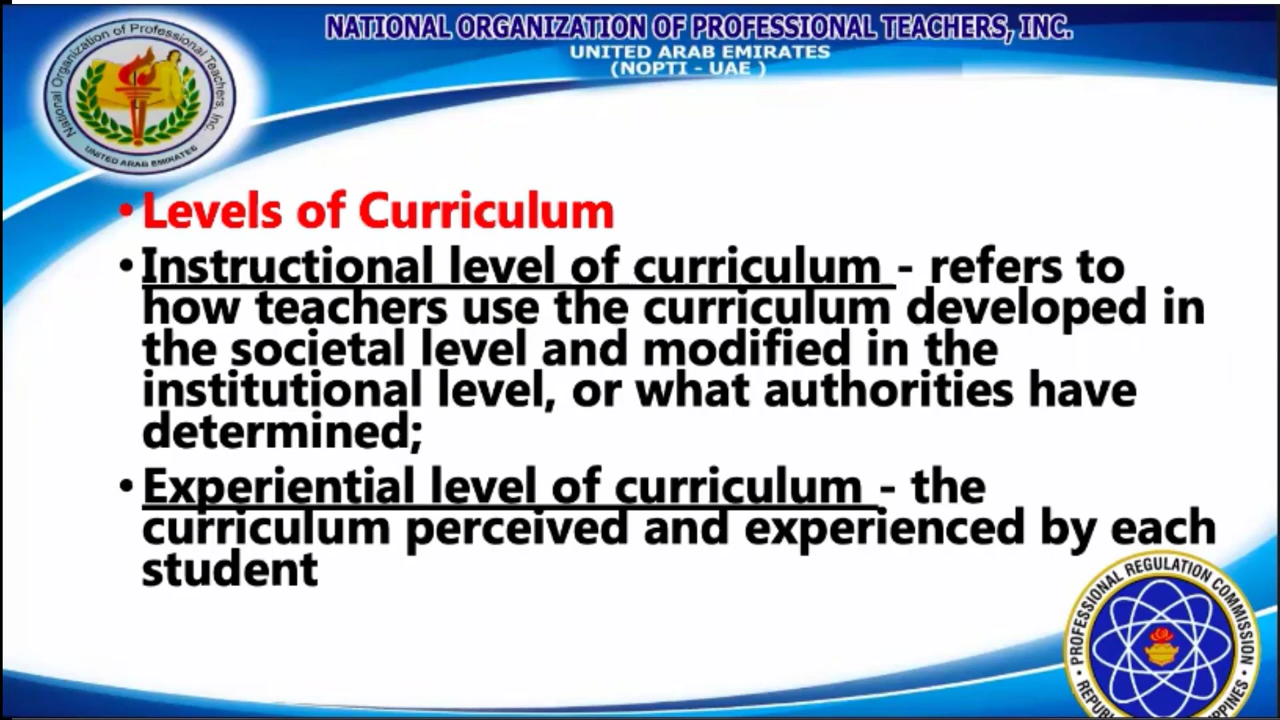 NATIONAL ORGANIZATION OF PROFESSIONAL TEACHERS, INC.
UNITED ARAB EMIRATES
(NOPTI - UAE )
National Organization of Professional Teachers, Inc
UNITED ARAB EMIRATES
• Levels of Curriculum
• Instructional level of curriculum - refers to
how teachers use the curriculum developed in
the societal level and modified in the
institutional level, or what authorities have
determined;
• Experiential level of curriculum - the
curriculum perceived and experienced by each
student
PROFESSIONAL REGULATION COMMISSION